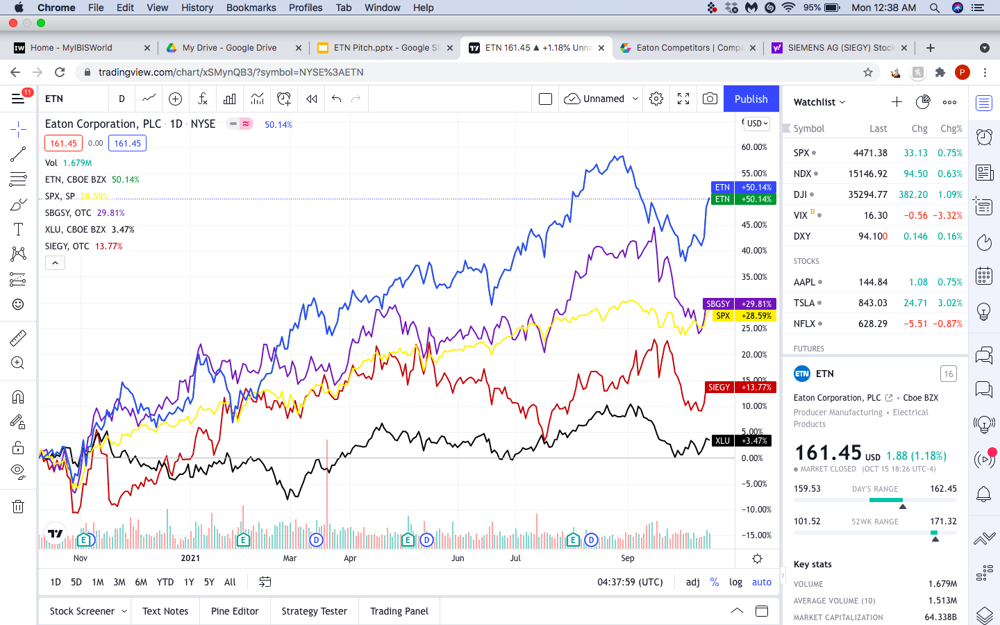 Chrome File Edit View History Bookmarks Profiles Tab Window Help 95% Mon 12:38 AM
IW Home - MyIBISWorld My Drive - Google Drive ETN Pitch.pptx - Google Sl ETN 161.45 ▲ +1.18% Unna Eaton Competitors | Compa SIEMENS AG (SIEGY) Stock
tradingview.com/chart/xSMynQB3/?symbol=NYSE%3AETN P
11 ETN D Unnamed Publish
Eaton Corporation, PLC · 1D · NYSE 50.14%
161.45 0.00 161.45
Vol 1.679M
ETN, CBOE BZX 50.14%
SPX, SP 28.59%
SBGSY, OTC 29.81%
XLU, CBOE BZX 3.47%
SIEGY, OTC 13.77%
USD
60.00%
55.00%
ETN +50.14%
ETN +50.14%
45.00%
40.00%
35.00%
SBGSY +29.81%
SPX +28.59%
25.00%
20.00%
15.00%
SIEGY +13.77%
10.00%
5.00%
XLU +3.47%
0.00%
−5.00%
−10.00%
−15.00%
E E D E D E D
Nov 2021 Mar Apr Jun Jul Sep
1D 5D 1M 3M 6M YTD 1Y 5Y All 04:37:59 (UTC) adj % log auto
Stock Screener Text Notes Pine Editor Strategy Tester Trading Panel
Watchlist
Symbol Last Chg Chg%
SPX 4471.38 33.13 0.75%
NDX 15146.92 94.50 0.63%
DJI 35294.77 382.20 1.09%
VIX D 16.30 −0.56 −3.32%
DXY 94.100 0.146 0.16%
STOCKS
AAPL 144.84 1.08 0.75%
TSLA 843.03 24.71 3.02%
NFLX 628.29 −5.51 −0.87%
FUTURES
ETN ETN 16
Eaton Corporation, PLC • Cboe BZX
Producer Manufacturing • Electrical
Products
161.45 USD 1.88 (1.18%)
MARKET CLOSED (OCT 15 18:26 UTC-4)
159.53 DAY'S RANGE 162.45
101.52 52WK RANGE 171.32
Key stats
VOLUME 1.679M
AVERAGE VOLUME (10) 1.513M
MARKET CAPITALIZATION 64.338B